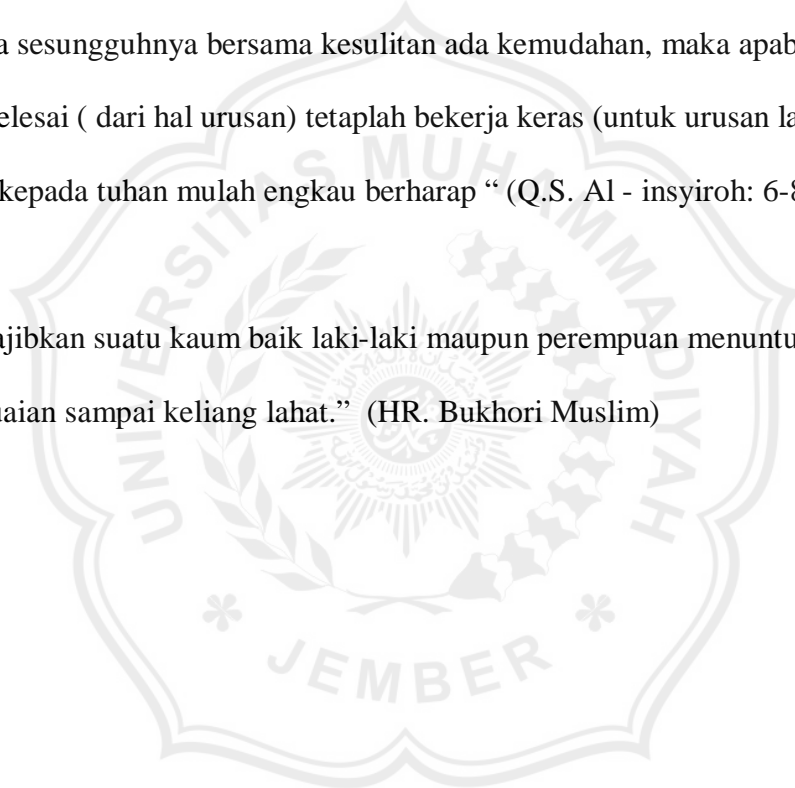 a sesungguhnya bersama kesulitan ada kemudahan, maka apab
elesai ( dari hal urusan) tetaplah bekerja keras (untuk urusan la
kepada tuhan mulah engkau berharap “ (Q.S. Al - insyiroh: 6-8
ajibkan suatu kaum baik laki-laki maupun perempuan menuntu
uaian sampai keliang lahat.” (HR. Bukhori Muslim)
UNIVERSITAS MUHAMMADIYAH
JEMBER